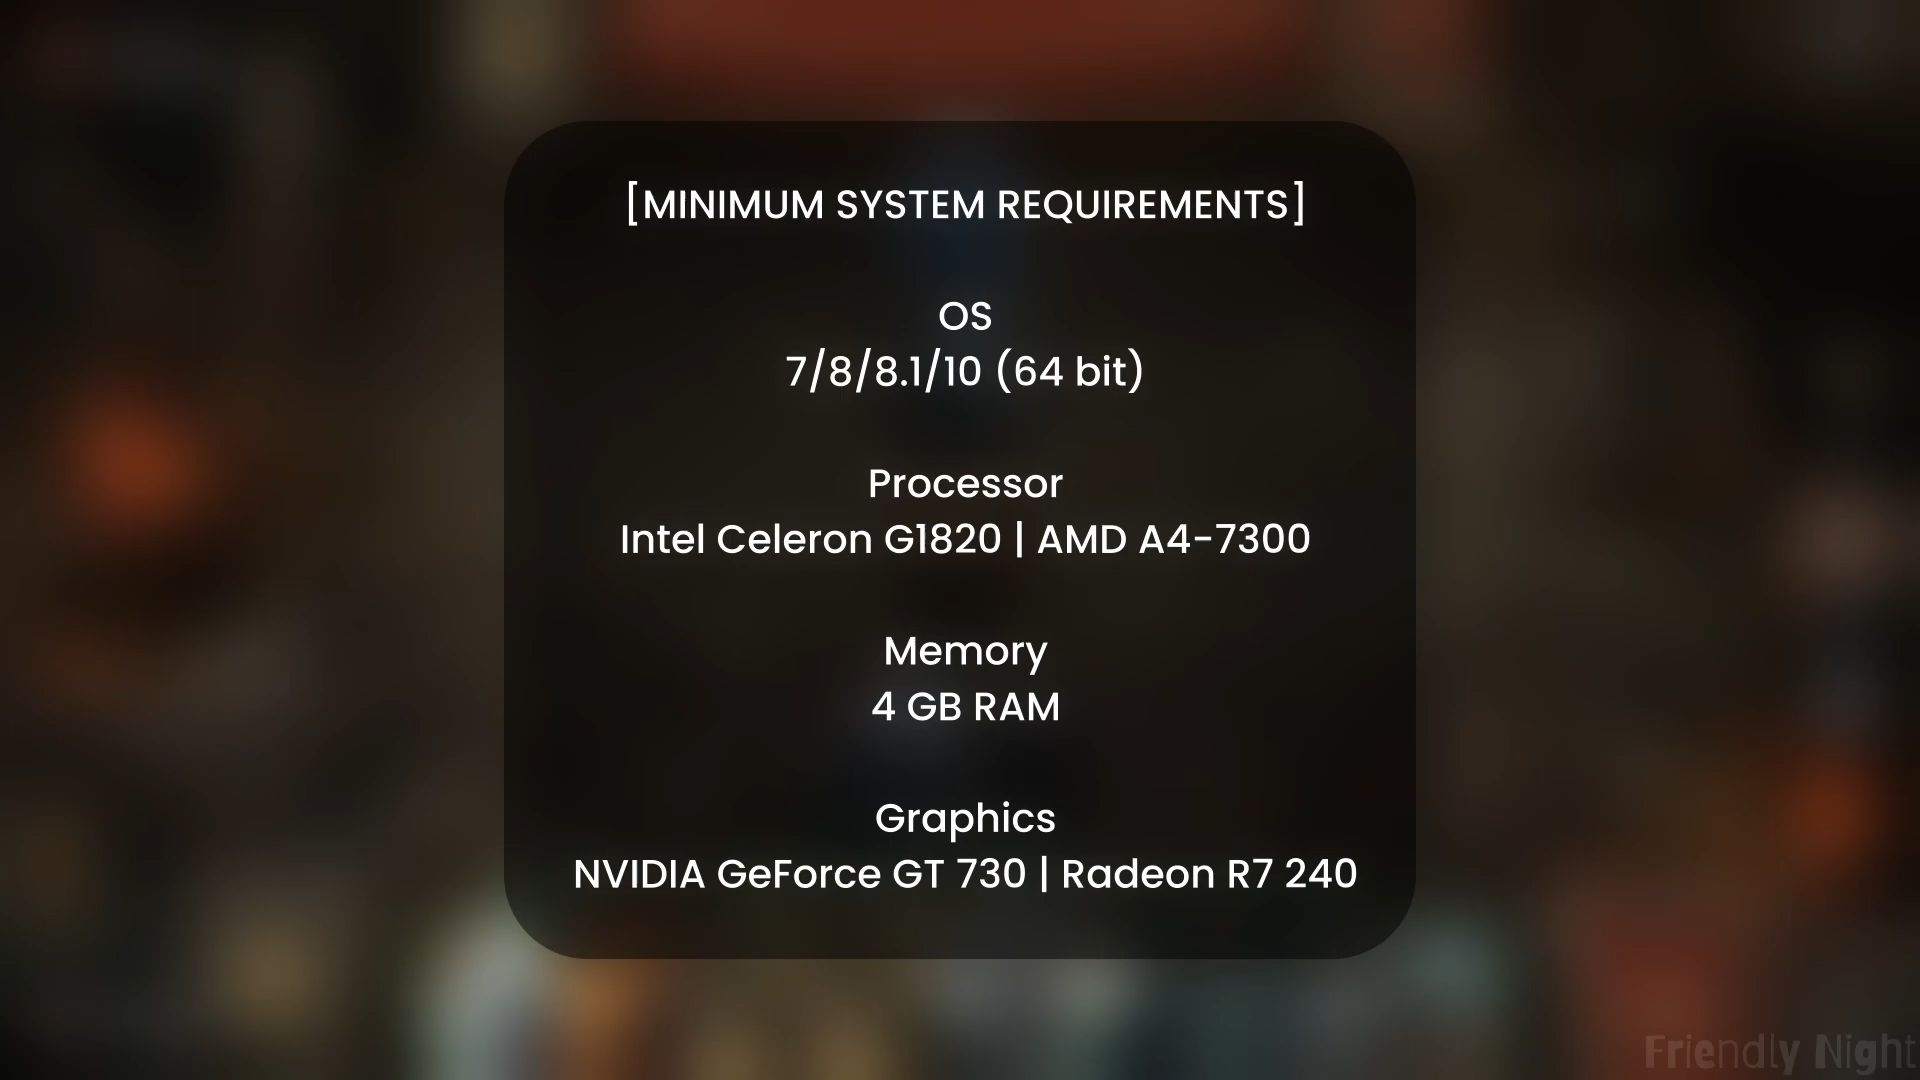 [MINIMUM SYSTEM REQUIREMENTS]
OS
7/8/8.1/10 (64 bit)
Processor
Intel Celeron G1820 | AMD A4-7300
Memory
4 GB RAM
Graphics
NVIDIA GeForce GT 730 | Radeon R7 240
Friendly Night